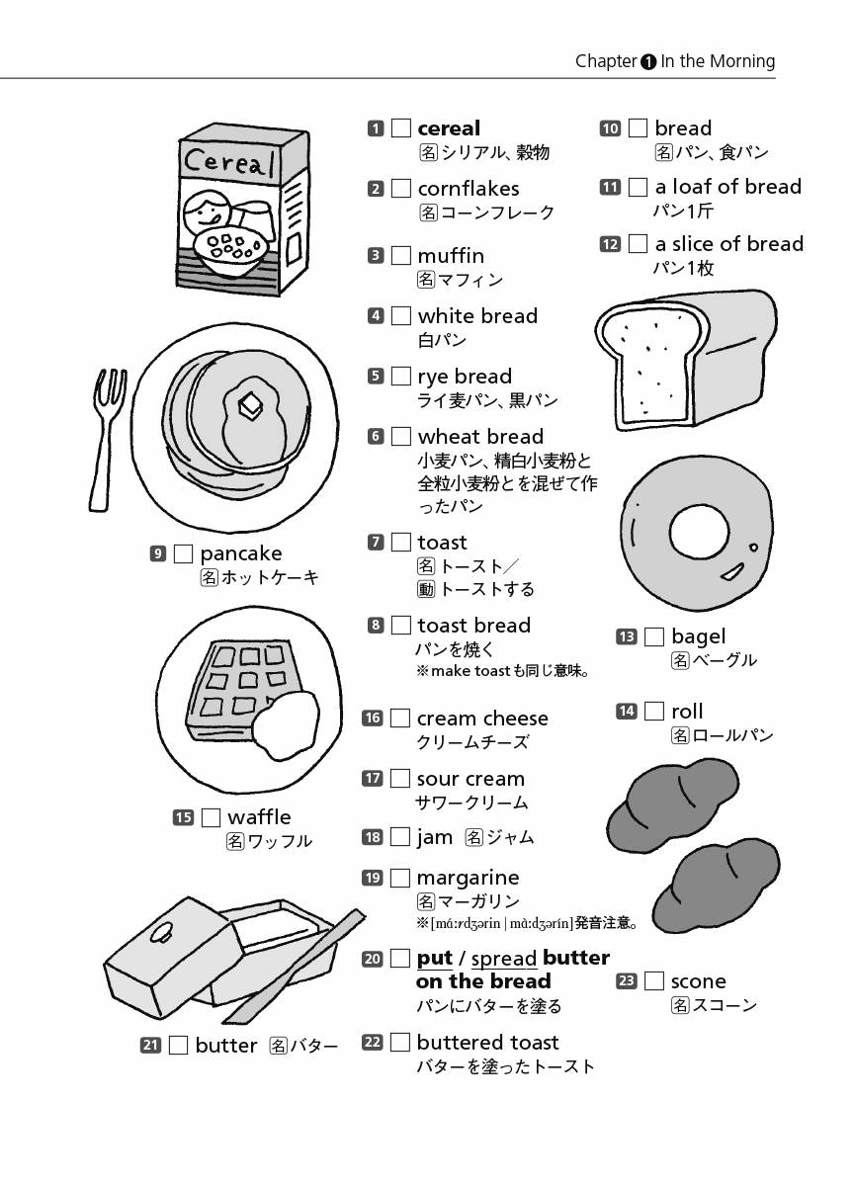 Chapter❶In the Morning
Cereal
1 □ cereal
名シリアル、穀物
2 □ cornflakes
名コーンフレーク
3 □ muffin
名マフィン
4 □ white bread
白パン
5 □ rye bread
ライ麦パン、黒パン
6 □ wheat bread
小麦パン、精白小麦粉と
全粒小麦粉とを混ぜて作
ったパン
7 □ toast
名トースト／
動トーストする
8 □ toast bread
パンを焼く
※make toastも同じ意味。
9 □ pancake
名ホットケーキ
10 □ bread
名パン、食パン
11 □ a loaf of bread
パン1斤
12 □ a slice of bread
パン1枚
13 □ bagel
名ベーグル
14 □ roll
名ロールパン
15 □ waffle
名ワッフル
16 □ cream cheese
クリームチーズ
17 □ sour cream
サワークリーム
18 □ jam 名ジャム
19 □ margarine
名マーガリン
※[mɑ́ːrdʒərin | mɑ̀ːdʒərín]発音注意。
20 □ put / spread butter
on the bread
パンにバターを塗る
21 □ butter 名バター
22 □ buttered toast
バターを塗ったトースト
23 □ scone
名スコーン